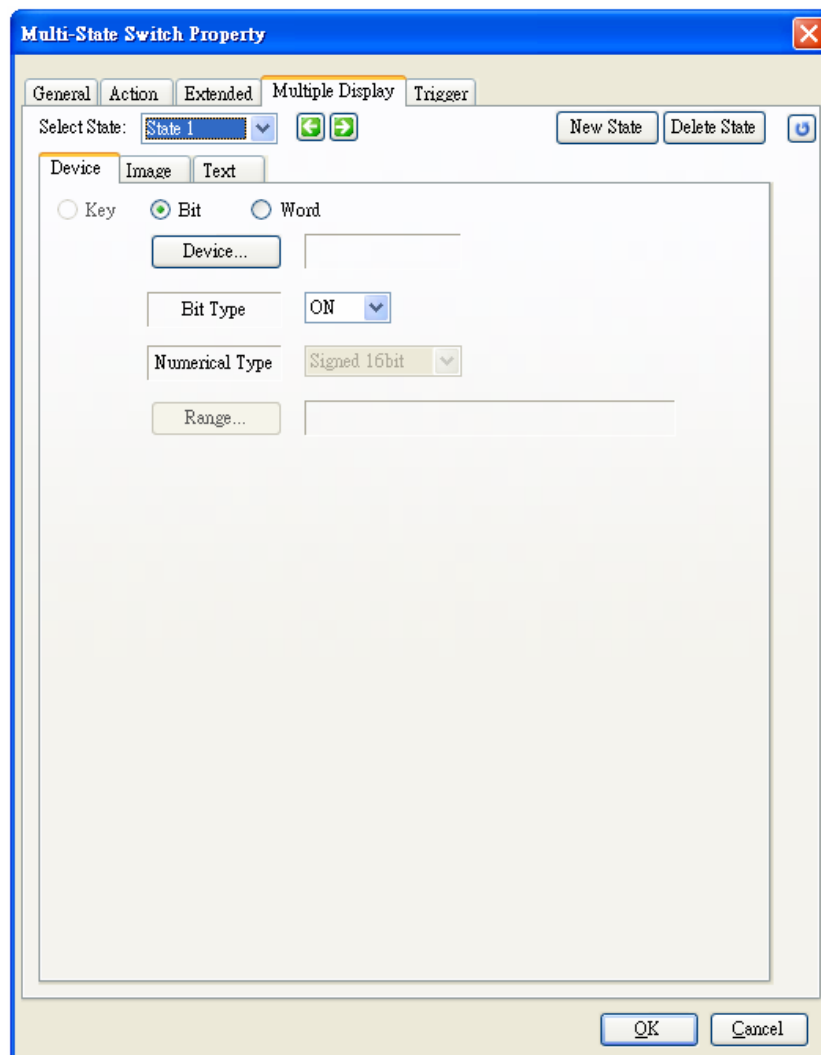 Multi-State Switch Property
General Action Extended Multiple Display Trigger
Select State: State 1 New State Delete State
Device Image Text
Key Bit Word
Device...
Bit Type ON
Numerical Type Signed 16bit
Range...
OK Cancel